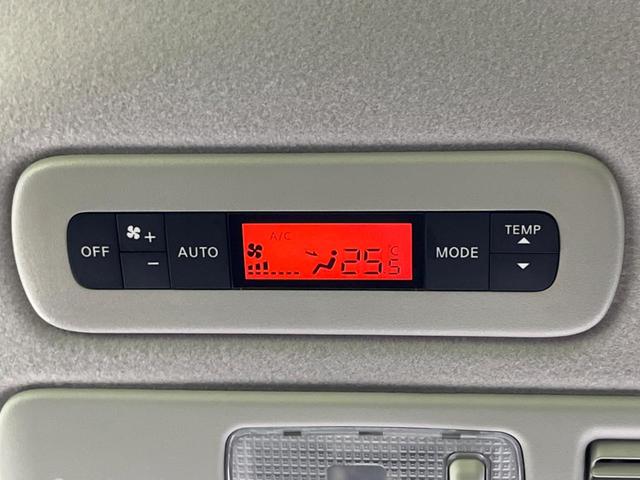 OFF
+
-
AUTO
A/C
25.5
°C
MODE
TEMP